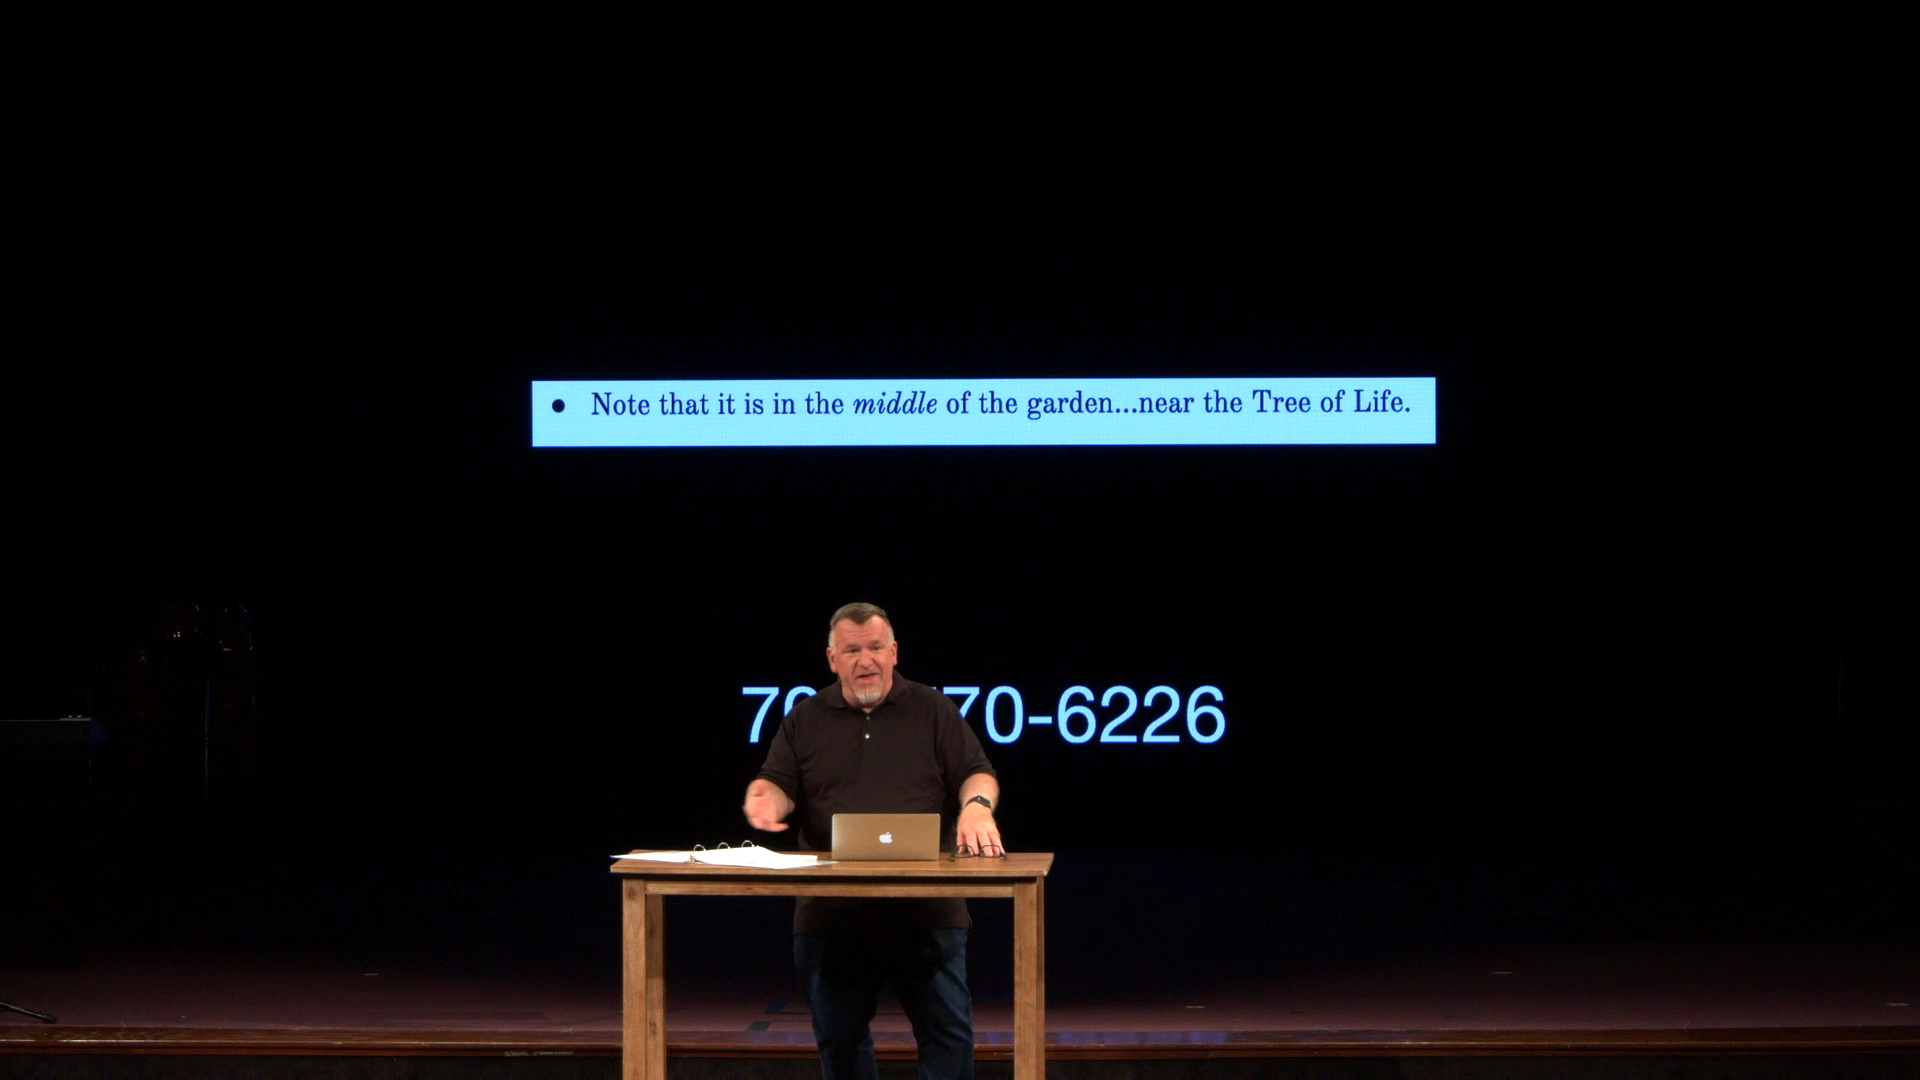 • Note that it is in the middle of the garden...near the Tree of Life.
70-6226